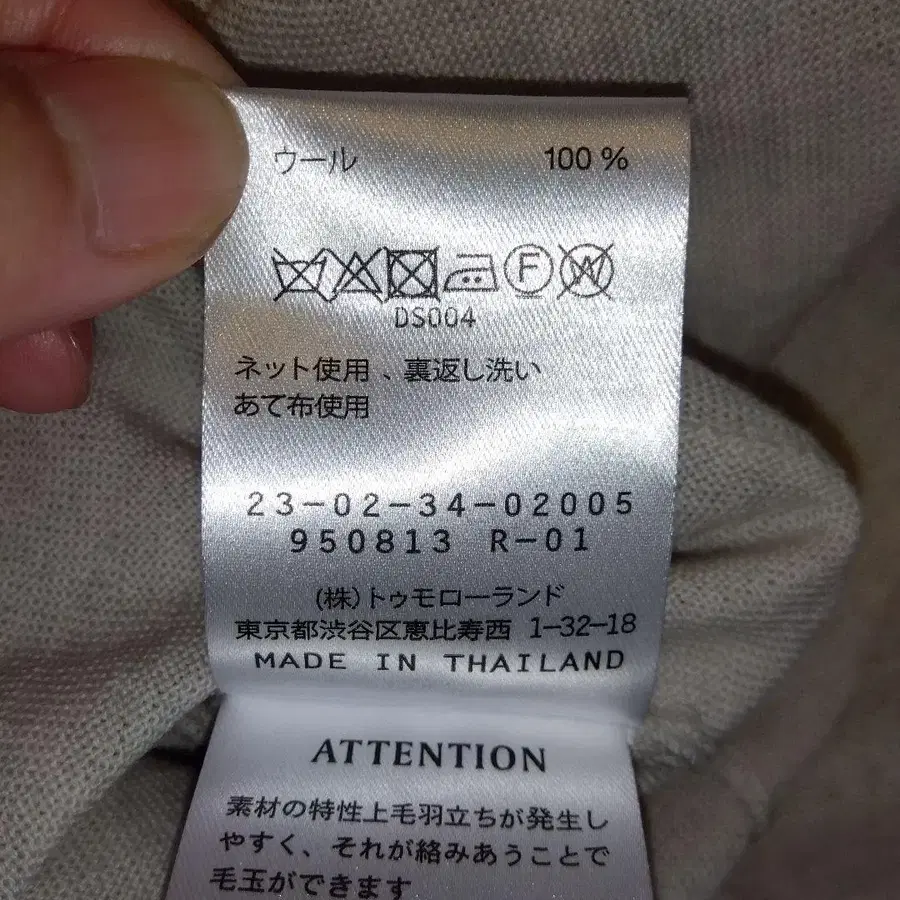 ウール 100 %
F W
DS004
ネット使用、裏返し洗い
あて布使用
23-02-34-02005
950813 R-01
(株)トゥモローランド
東京都渋谷区恵比寿西 1-32-18
MADE IN THAILAND
ATTENTION
素材の特性上毛羽立ちが発生し
やすく、それが絡みあうことで
毛玉ができます